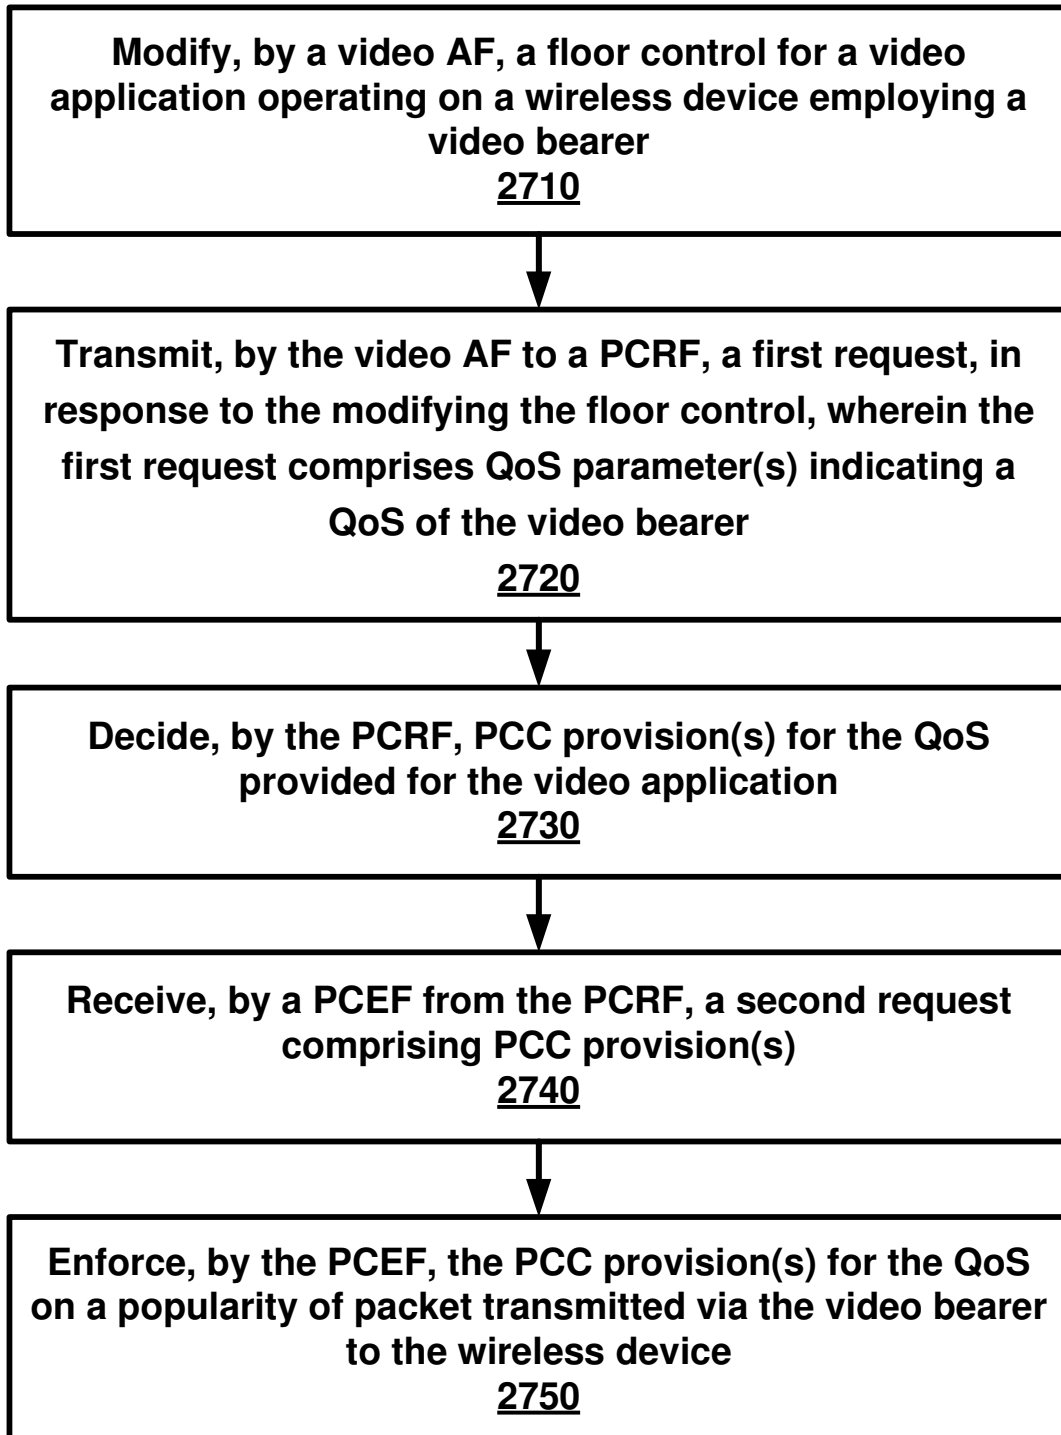 Modify, by a video AF, a floor control for a video
application operating on a wireless device employing a
video bearer
2710
Transmit, by the video AF to a PCRF, a first request, in
response to the modifying the floor control, wherein the
first request comprises QoS parameter(s) indicating a
QoS of the video bearer
2720
Decide, by the PCRF, PCC provision(s) for the QoS
provided for the video application
2730
Receive, by a PCEF from the PCRF, a second request
comprising PCC provision(s)
2740
Enforce, by the PCEF, the PCC provision(s) for the QoS
on a popularity of packet transmitted via the video bearer
to the wireless device
2750